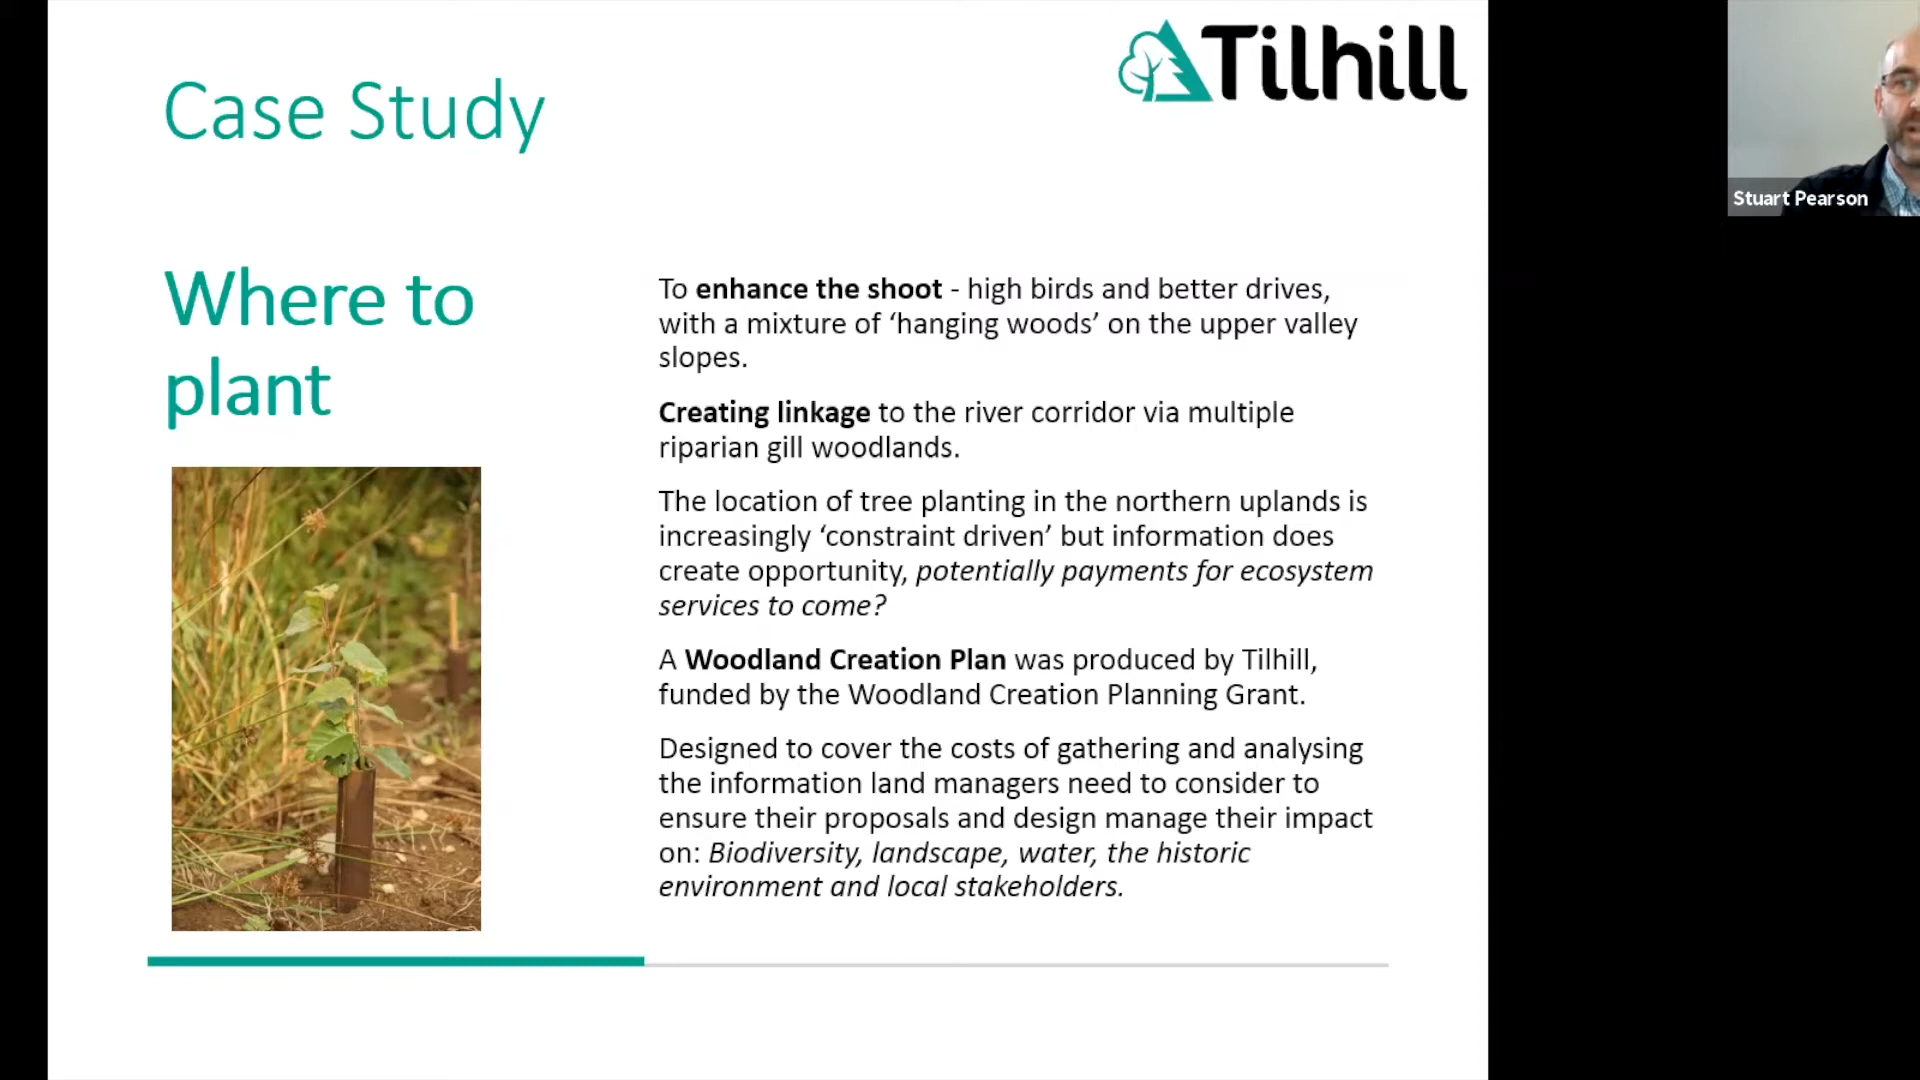 Case Study
Tilhill
Stuart Pearson
Where to
plant
To enhance the shoot - high birds and better drives,
with a mixture of ‘hanging woods’ on the upper valley
slopes.
Creating linkage to the river corridor via multiple
riparian gill woodlands.
The location of tree planting in the northern uplands is
increasingly ‘constraint driven’ but information does
create opportunity, potentially payments for ecosystem
services to come?
A Woodland Creation Plan was produced by Tilhill,
funded by the Woodland Creation Planning Grant.
Designed to cover the costs of gathering and analysing
the information land managers need to consider to
ensure their proposals and design manage their impact
on: Biodiversity, landscape, water, the historic
environment and local stakeholders.